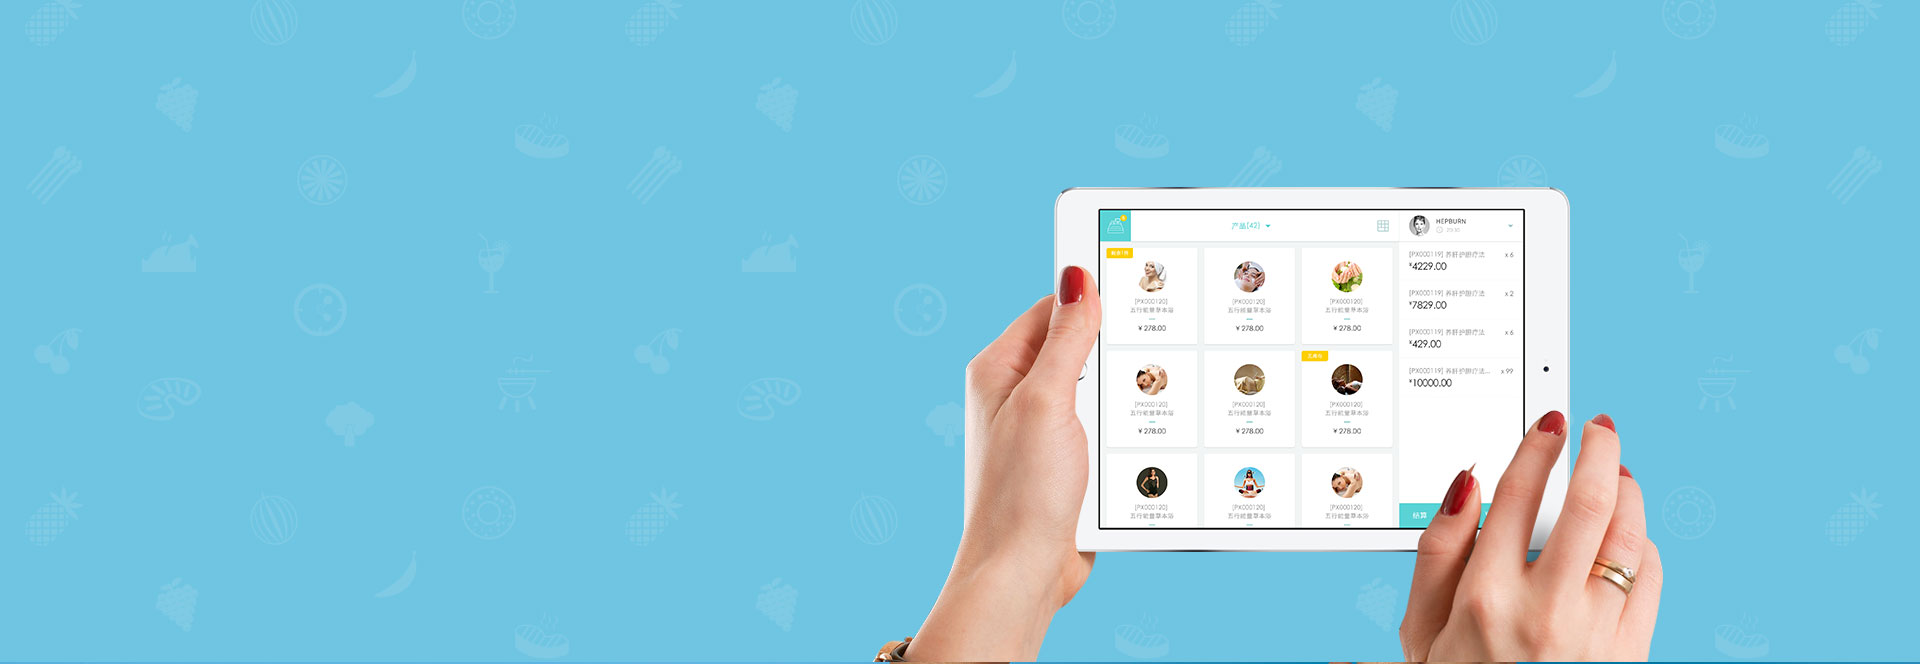 产品(42)
HEPBURN
[PX000119] 养肝护胆疗法 x 6
¥4229.00
[PX000119] 养肝护胆疗法 x 2
¥7829.00
[PX000119] 养肝护胆疗法 x 6
¥429.00
[PX000119] 养肝护胆疗法... x 99
¥10000.00
[PX000120]
五行能量草本浴
¥ 278.00
[PX000120]
五行能量草本浴
¥ 278.00
[PX000120]
五行能量草本浴
¥ 278.00
[PX000120]
五行能量草本浴
¥ 278.00
[PX000120]
五行能量草本浴
¥ 278.00
[PX000120]
五行能量草本浴
¥ 278.00
[PX000120]
五行能量草本浴
[PX000120]
五行能量草本浴
[PX000120]
五行能量草本浴
结算